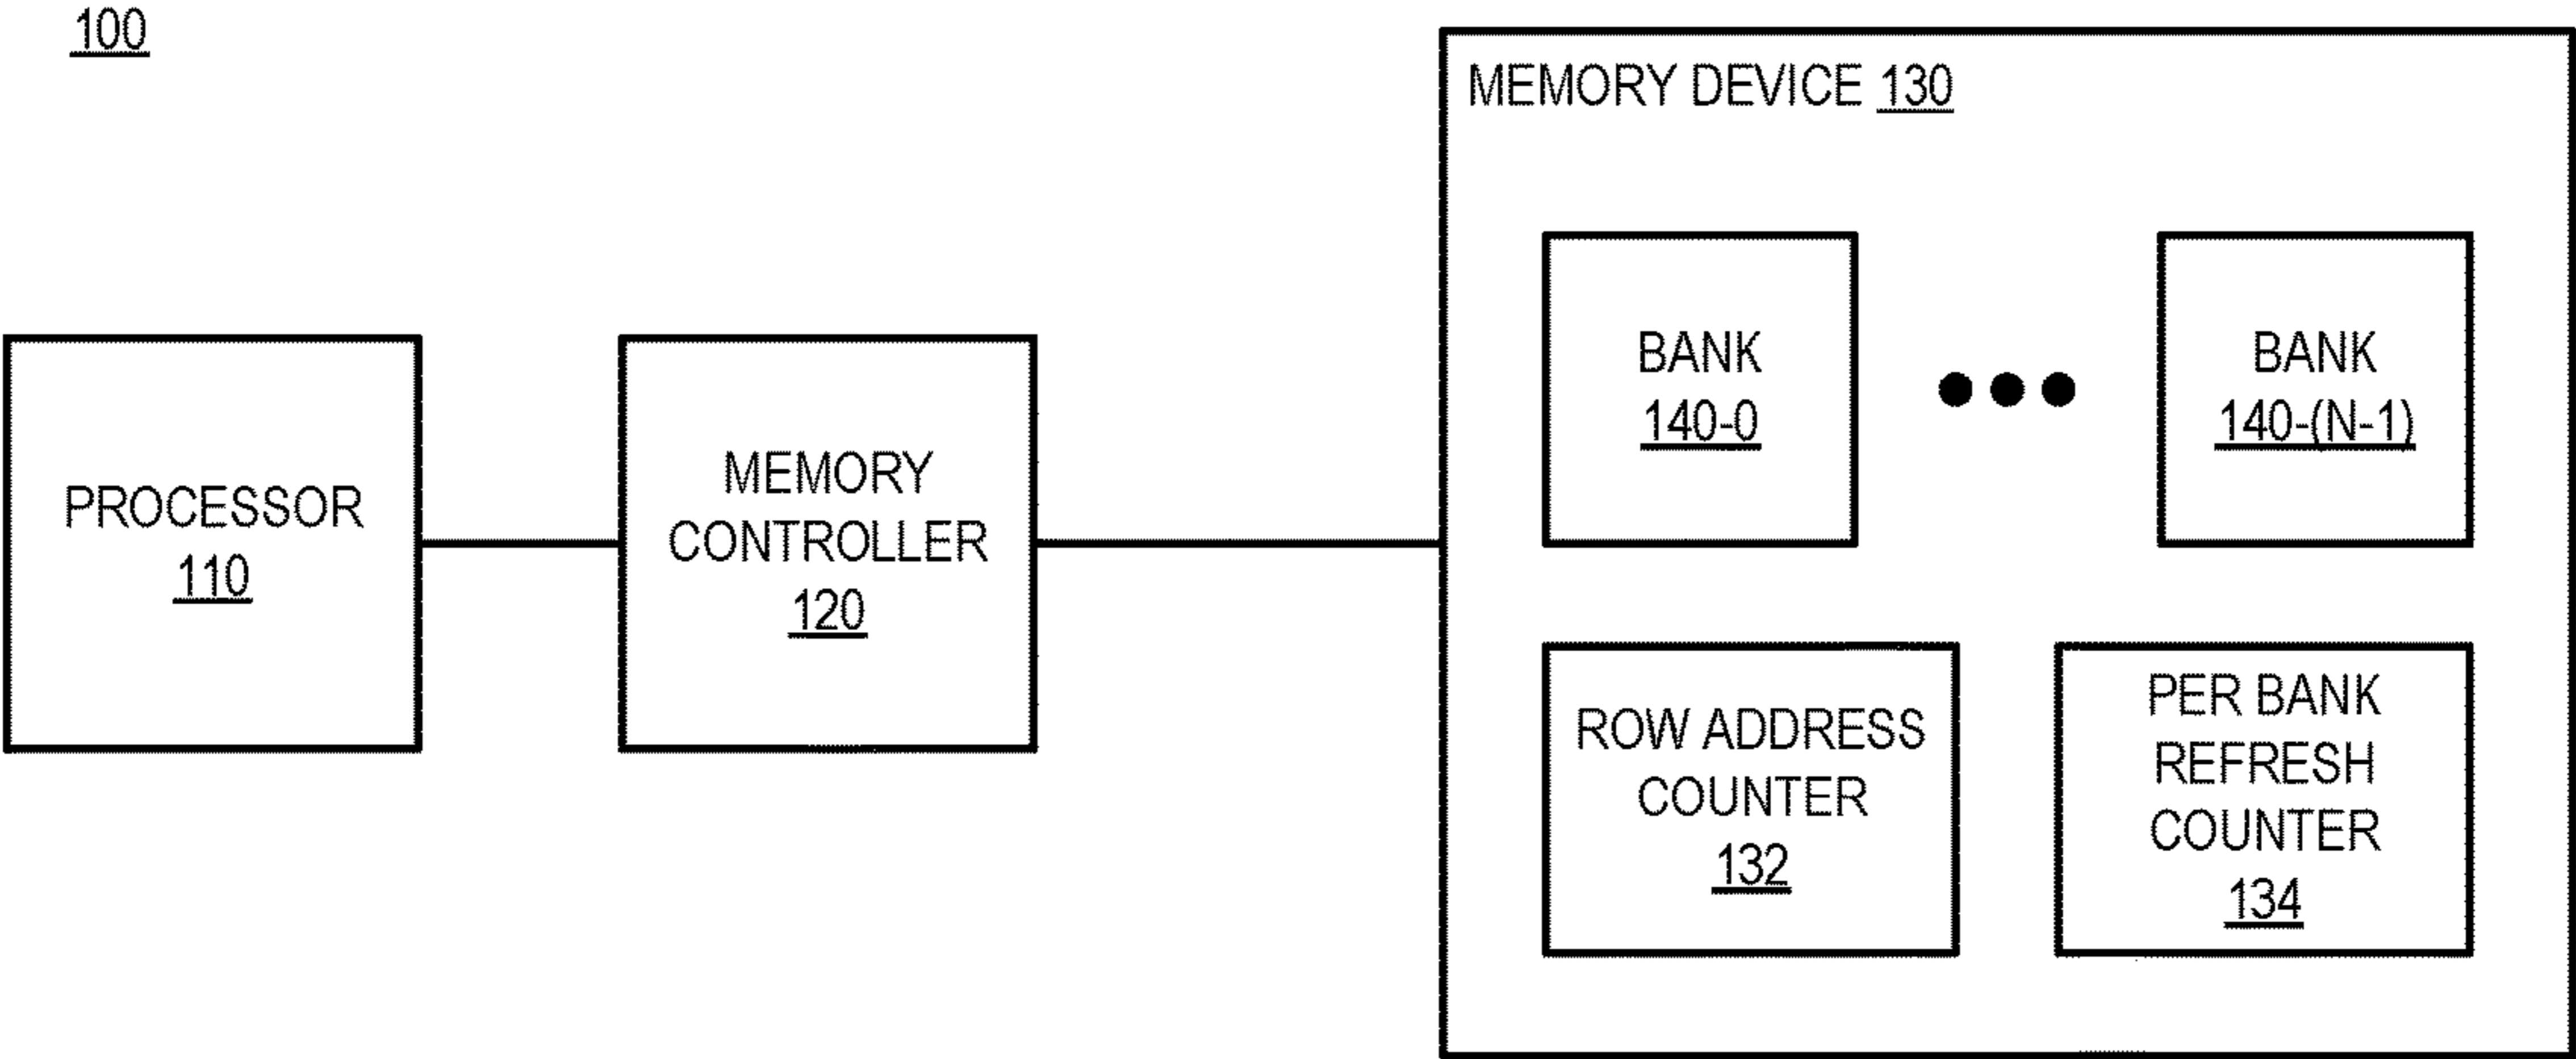 100
MEMORY DEVICE 130
BANK
140-0
BANK
140-(N-1)
PROCESSOR
110
MEMORY
CONTROLLER
120
ROW ADDRESS
COUNTER
132
PER BANK
REFRESH
COUNTER
134